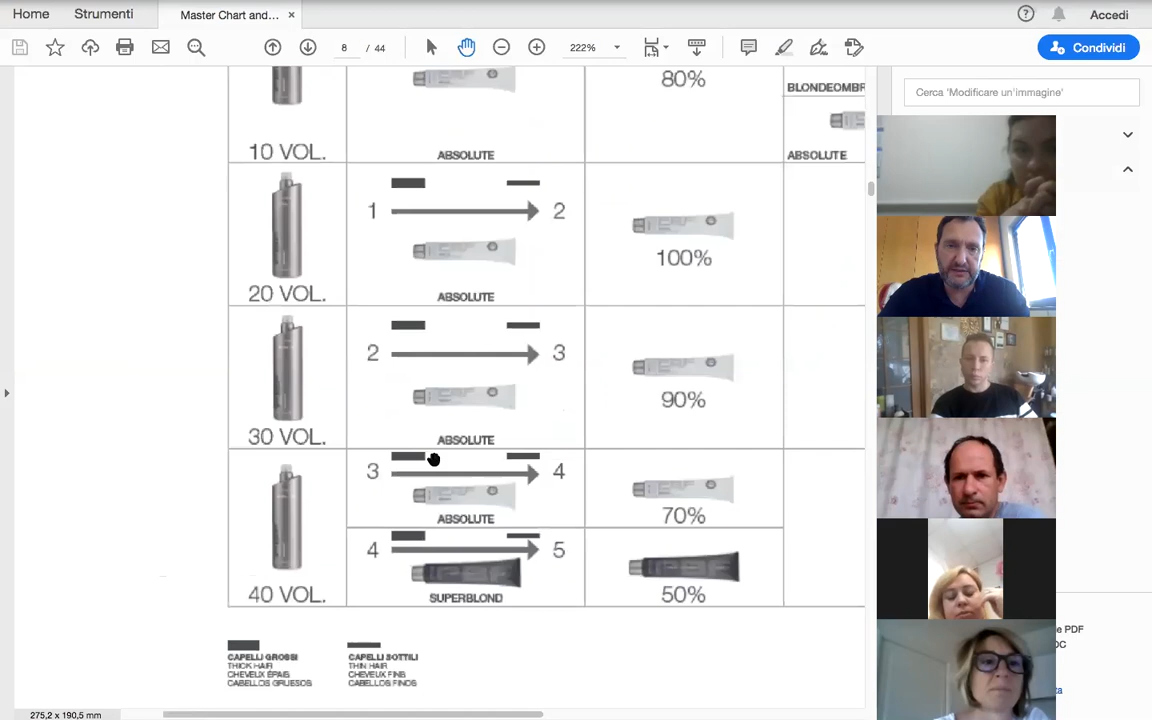 Home Strumenti Master Chart and... × Accedi
8 / 44 222% Condividi
80% BLONDEOMBR
Cerca 'Modificare un'immagine'
10 VOL. ABSOLUTE ABSOLUTE
1 2
100%
20 VOL. ABSOLUTE
2 3
90%
30 VOL. ABSOLUTE
3 4
ABSOLUTE 70%
4 5
40 VOL. SUPERBLOND 50%
CAPELLI GROSSI CAPELLI SOTTILI
THICK HAIR THIN HAIR
CHEVEUX ÉPAIS CHEVEUX FINS
CABELLOS GRUESOS CABELLOS FINOS
e PDF
275,2 x 190,5 mm